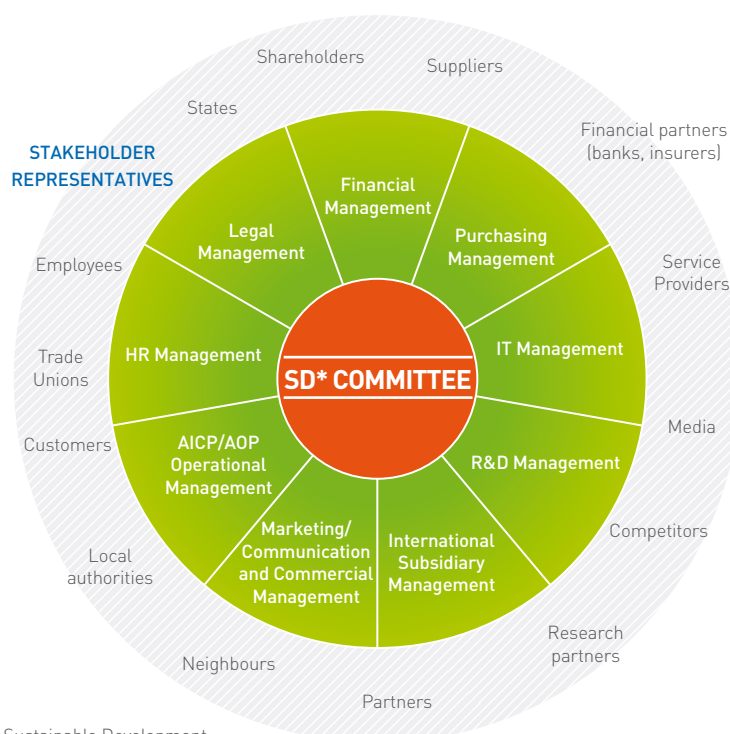 Shareholders
Suppliers
States
Financial partners
(banks, insurers)
STAKEHOLDER
REPRESENTATIVES
Financial
Management
Legal
Management
Purchasing
Management
Employees
Service
Providers
HR Management
IT Management
Trade
Unions
SD* COMMITTEE
Customers
Media
AICP/AOP
Operational
Management
R&D Management
Marketing/
Communication
and Commercial
Management
International
Subsidiary
Management
Competitors
Local
authorities
Research
partners
Neighbours
Partners
Sustainable Development